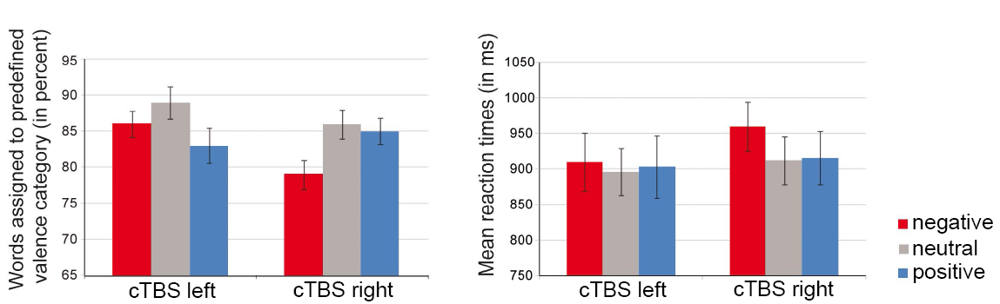 Words assigned to predefined
valence category (in percent)
95
90
85
80
75
70
65
cTBS left
cTBS right
Mean reaction times (in ms)
1050
1000
950
900
850
800
750
cTBS left
cTBS right
negative
neutral
positive